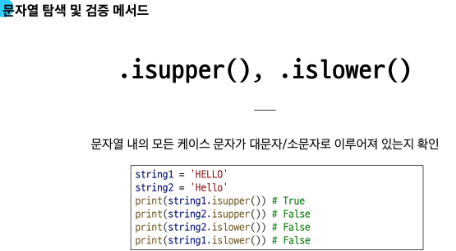 문자열 탐색 및 검증 메서드
.isupper(), .islower()
문자열 내의 모든 케이스 문자가 대문자/소문자로 이루어져 있는지 확인
string1 = 'HELLO'
string2 = 'Hello'
print(string1.isupper()) # True
print(string2.isupper()) # False
print(string2.islower()) # False
print(string1.islower()) # False